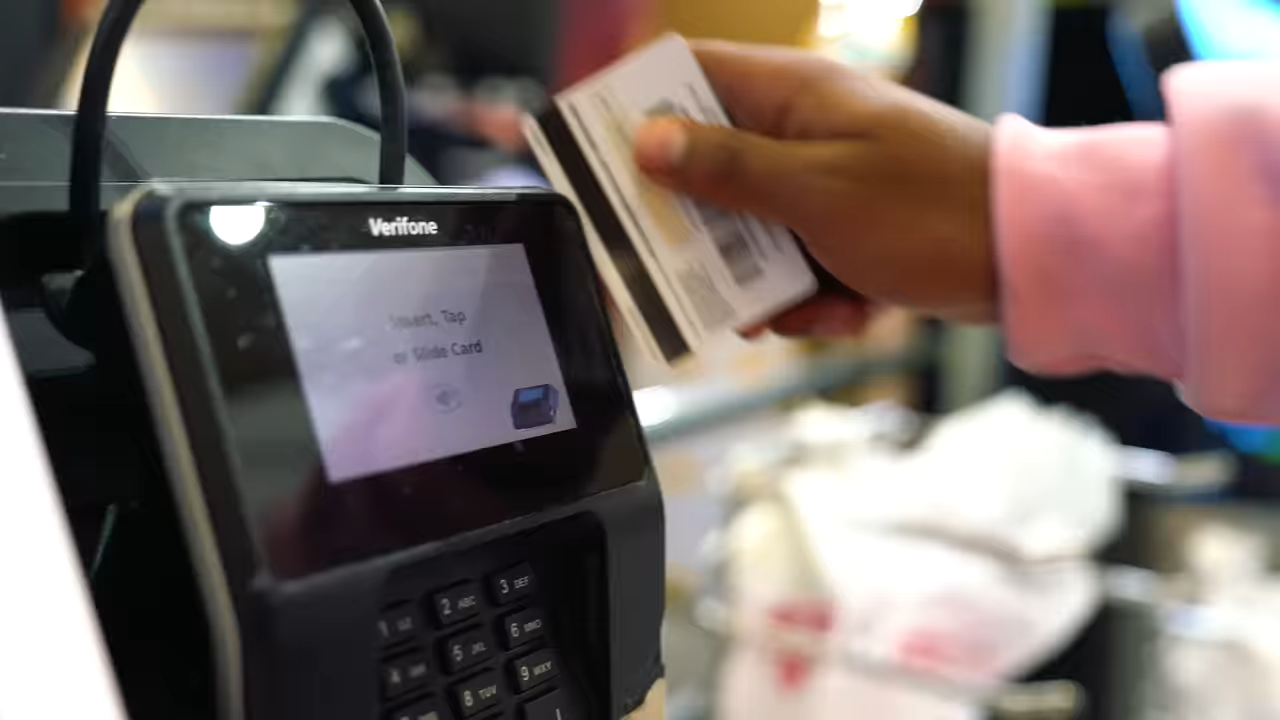 Verifone
Insert, Tap
or Slide Card
1
2 ABC
3 DEF
4
5 JKL
6 MNO
8 TUV
9 WXY